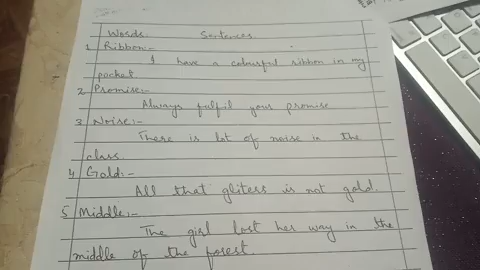 Words. Sentences.
1 Ribbon:-
I have a colourful ribbon in my
pocket.
2 Promise:-
Always fulfil your promise
3 Noise:-
There is lot of noise in the
class.
4 Gold:-
All that gliters is not gold.
5 Middle:-
The girl lost her way in the
middle of the forest.